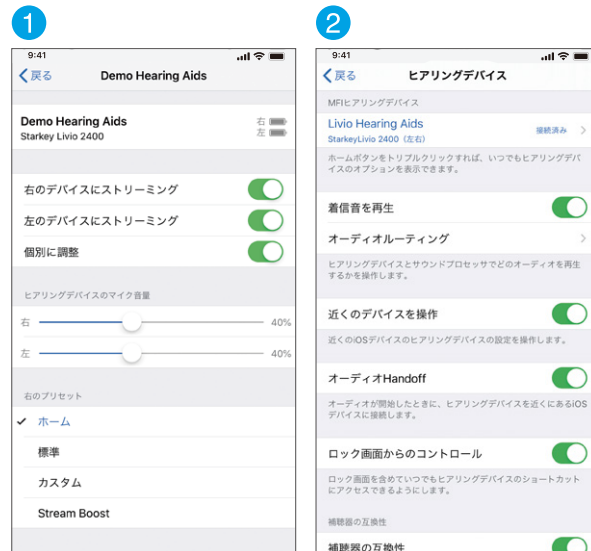 1
9:41
戻る
Demo Hearing Aids
Demo Hearing Aids
右
Starkey Livio 2400
左
右のデバイスにストリーミング
左のデバイスにストリーミング
個別に調整
ヒアリングデバイスのマイク音量
右 40%
左 40%
右のプリセット
ホーム
標準
カスタム
Stream Boost
2
9:41
戻る
ヒアリングデバイス
MFIヒアリングデバイス
Livio Hearing Aids
接続済み
StarkeyLivio 2400（左右）
ホームボタンをトリプルクリックすれば、いつでもヒアリングデバ
イスのオプションを表示できます。
着信音を再生
オーディオルーティング
ヒアリングデバイスとサウンドプロセッサでどのオーディオを再生
するかを操作します。
近くのデバイスを操作
近くのiOSデバイスのヒアリングデバイスの設定を操作します。
オーディオHandoff
オーディオが開始したときに、ヒアリングデバイスを近くにあるiOS
デバイスに接続します。
ロック画面からのコントロール
ロック画面を含めていつでもヒアリングデバイスのショートカット
にアクセスできるようにします。
補聴器の互換性
補聴器の互換性